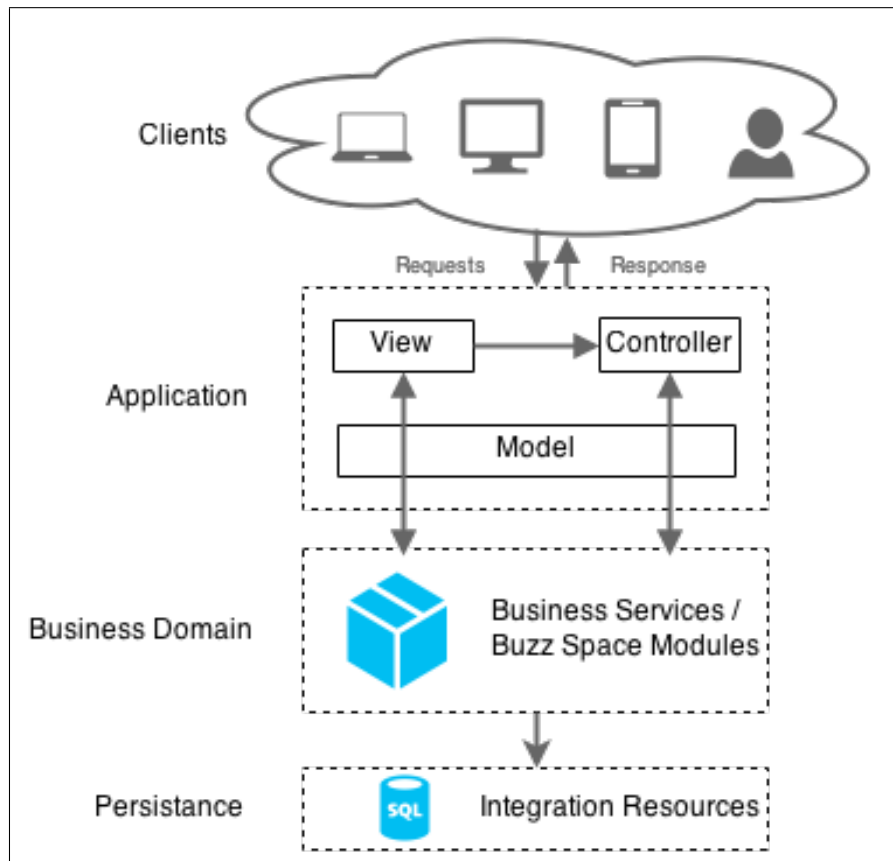 Clients
Requests
Response
View
Controller
Application
Model
Business Domain
Business Services /
Buzz Space Modules
Persistance
SQL
Integration Resources